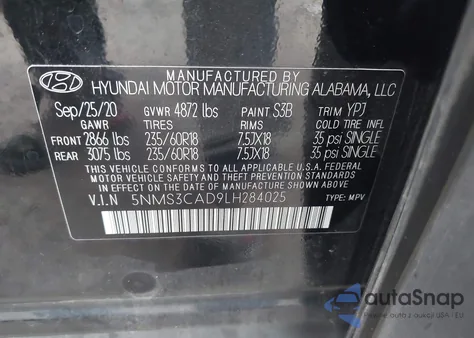 MANUFACTURED BY
HYUNDAI MOTOR MANUFACTURING ALABAMA, LLC
Sep/25/20 GVWR 4872 lbs PAINT S3B TRIM YPJ
GAWR TIRES RIMS COLD TIRE INFL
FRONT 2866 lbs 235/60R18 7.5JX18 35 psi SINGLE
REAR 3075 lbs 235/60R18 7.5JX18 35 psi SINGLE
THIS VEHICLE CONFORMS TO ALL APPLICABLE U.S.A. FEDERAL
MOTOR VEHICLE SAFETY AND THEFT PREVENTION STANDARDS IN
EFFECT ON THE DATE OF MANUFACTURE SHOWN ABOVE.
V.I.N 5NMS3CAD9LH284025 TYPE: MPV
autaSnap